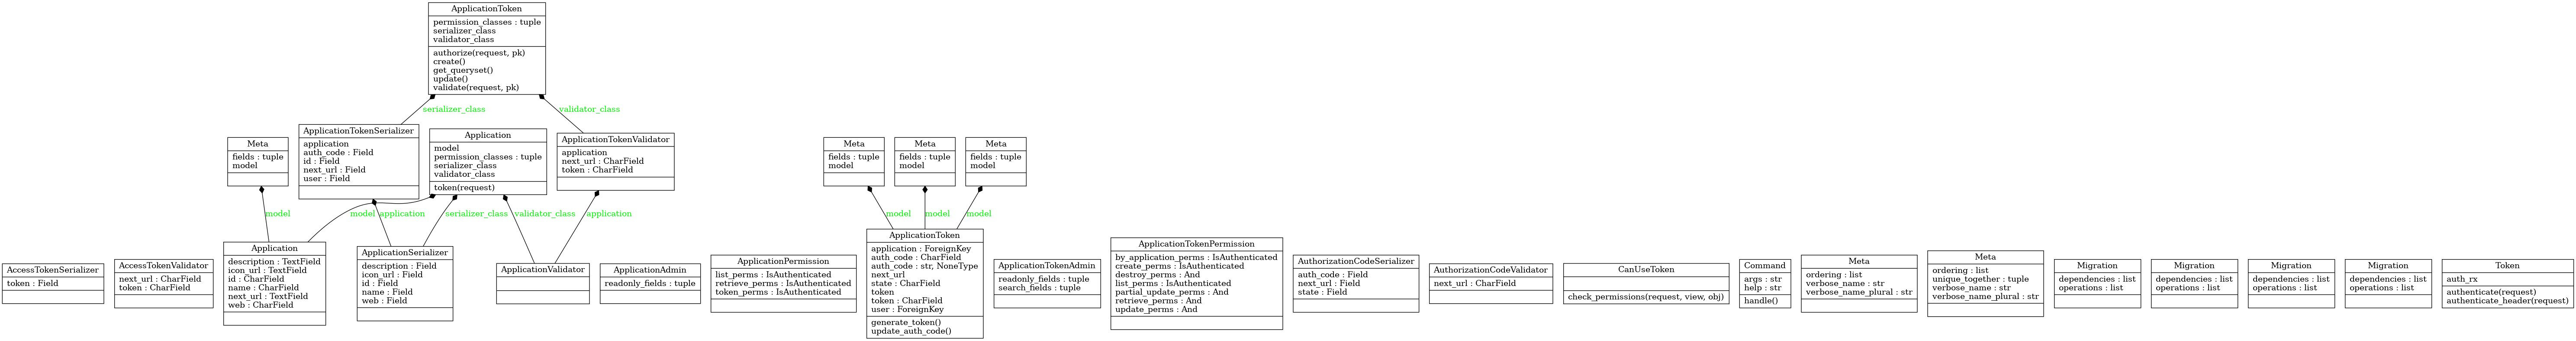 ApplicationToken
permission_classes : tuple
serializer_class
validator_class
authorize(request, pk)
create()
get_queryset()
update()
validate(request, pk)
serializer_class
validator_class
Meta
fields : tuple
model
ApplicationTokenSerializer
application
auth_code : Field
id : Field
next_url : Field
user : Field
Application
model
permission_classes : tuple
serializer_class
validator_class
token(request)
ApplicationTokenValidator
application
next_url : CharField
token : CharField
Meta
fields : tuple
model
Meta
fields : tuple
model
Meta
fields : tuple
model
model
model
application
serializer_class
validator_class
application
model
model
model
AccessTokenSerializer
token : Field
AccessTokenValidator
next_url : CharField
token : CharField
Application
description : TextField
icon_url : TextField
id : CharField
name : CharField
next_url : TextField
web : CharField
ApplicationSerializer
description : Field
icon_url : Field
id : Field
name : Field
web : Field
ApplicationValidator
ApplicationAdmin
readonly_fields : tuple
ApplicationPermission
list_perms : IsAuthenticated
retrieve_perms : IsAuthenticated
token_perms : IsAuthenticated
ApplicationToken
application : ForeignKey
auth_code : CharField
auth_code : str, NoneType
next_url
state : CharField
token
token : CharField
user : ForeignKey
generate_token()
update_auth_code()
ApplicationTokenAdmin
readonly_fields : tuple
search_fields : tuple
ApplicationTokenPermission
by_application_perms : IsAuthenticated
create_perms : IsAuthenticated
destroy_perms : And
list_perms : IsAuthenticated
partial_update_perms : And
retrieve_perms : And
update_perms : And
AuthorizationCodeSerializer
auth_code : Field
next_url : Field
state : Field
AuthorizationCodeValidator
next_url : CharField
CanUseToken
check_permissions(request, view, obj)
Command
args : str
help : str
handle()
Meta
ordering : list
verbose_name : str
verbose_name_plural : str
Meta
ordering : list
unique_together : tuple
verbose_name : str
verbose_name_plural : str
Migration
dependencies : list
operations : list
Migration
dependencies : list
operations : list
Migration
dependencies : list
operations : list
Migration
dependencies : list
operations : list
Token
auth_rx
authenticate(request)
authenticate_header(request)